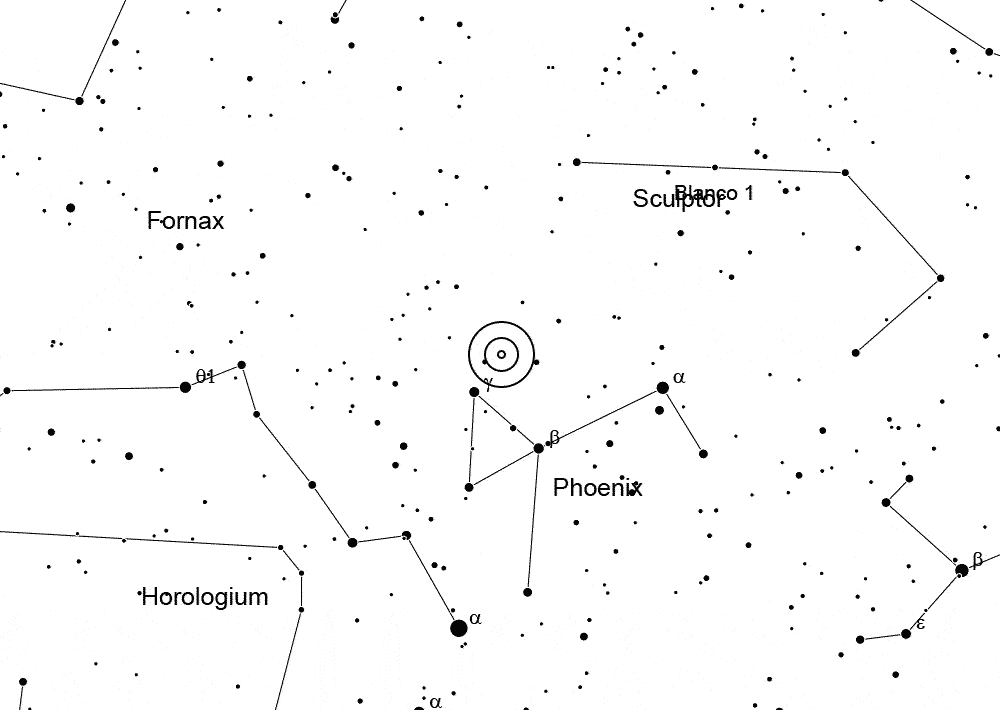 Blanco 1
Sculptor
Fornax
θ1
γ
α
β
Phoenix
β
Horologium
α
ε
α